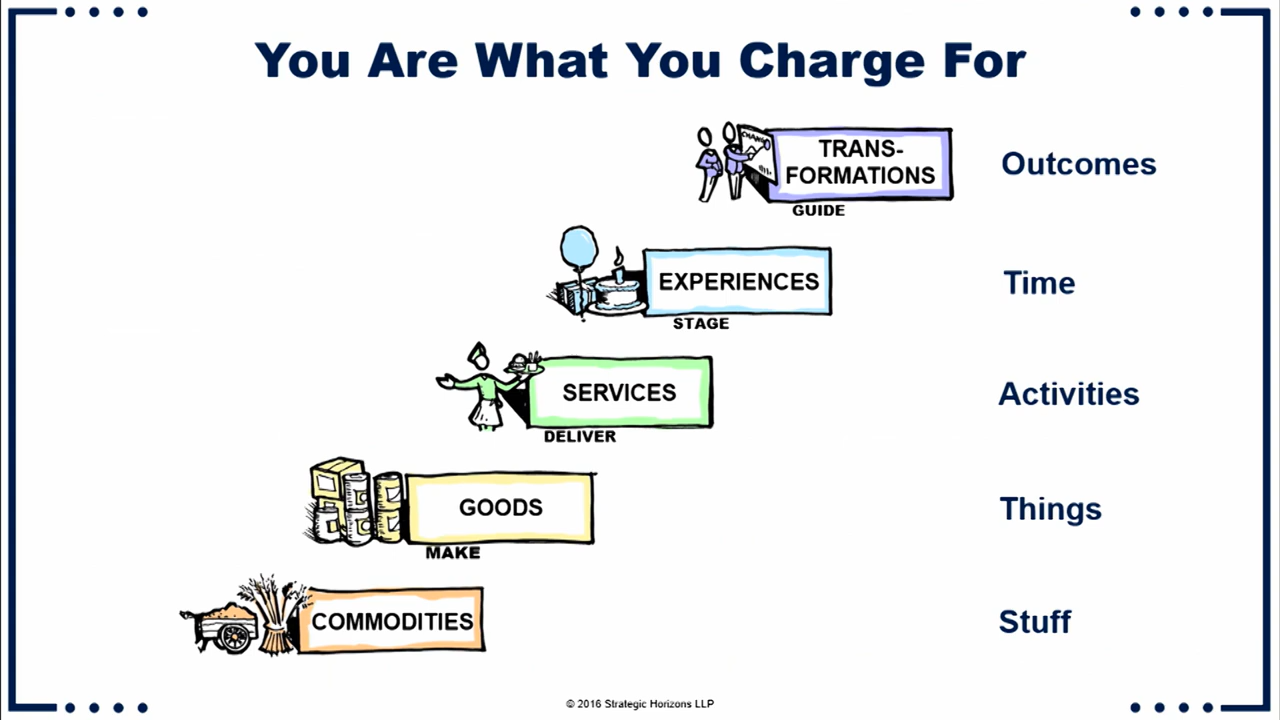 You Are What You Charge For
CHANGE
TRANS-
FORMATIONS
Outcomes
GUIDE
EXPERIENCES
Time
STAGE
SERVICES
Activities
DELIVER
GOODS
Things
MAKE
COMMODITIES
Stuff
© 2016 Strategic Horizons LLP